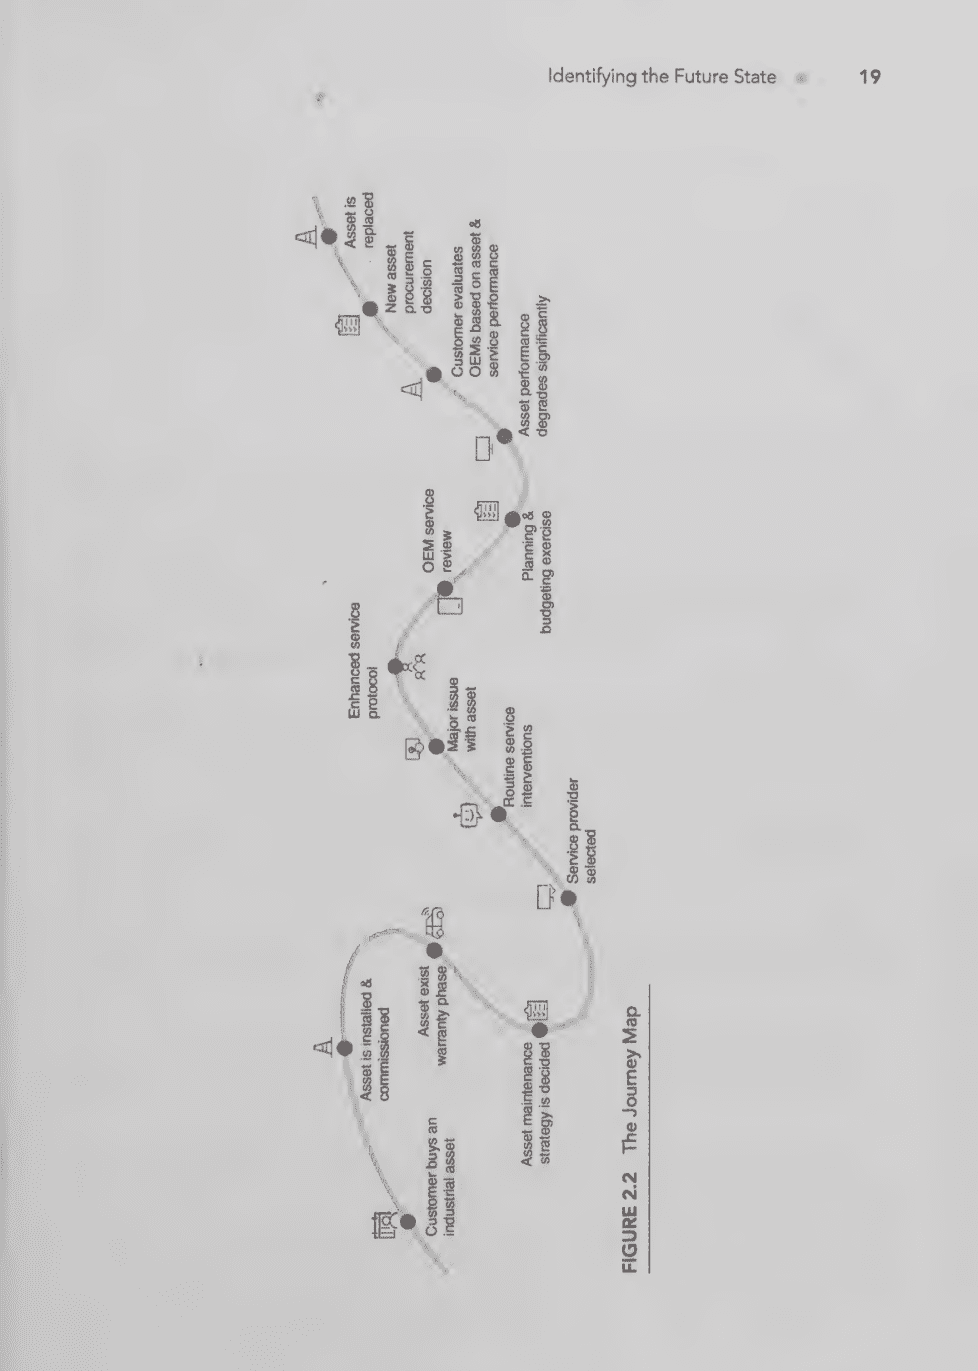 Identifying the Future State
19
Customer buys an
industrial asset
Asset is installed &
commissioned
Asset exist
warranty phase
Asset maintenance
strategy is decided
Service provider
selected
Routine service
interventions
Major issue
with asset
Enhanced service
protocol
OEM service
review
Planning &
budgeting exercise
Asset performance
degrades significantly
Customer evaluates
OEMs based on asset &
service performance
New asset
procurement
decision
Asset is
replaced
FIGURE 2.2 The Journey Map